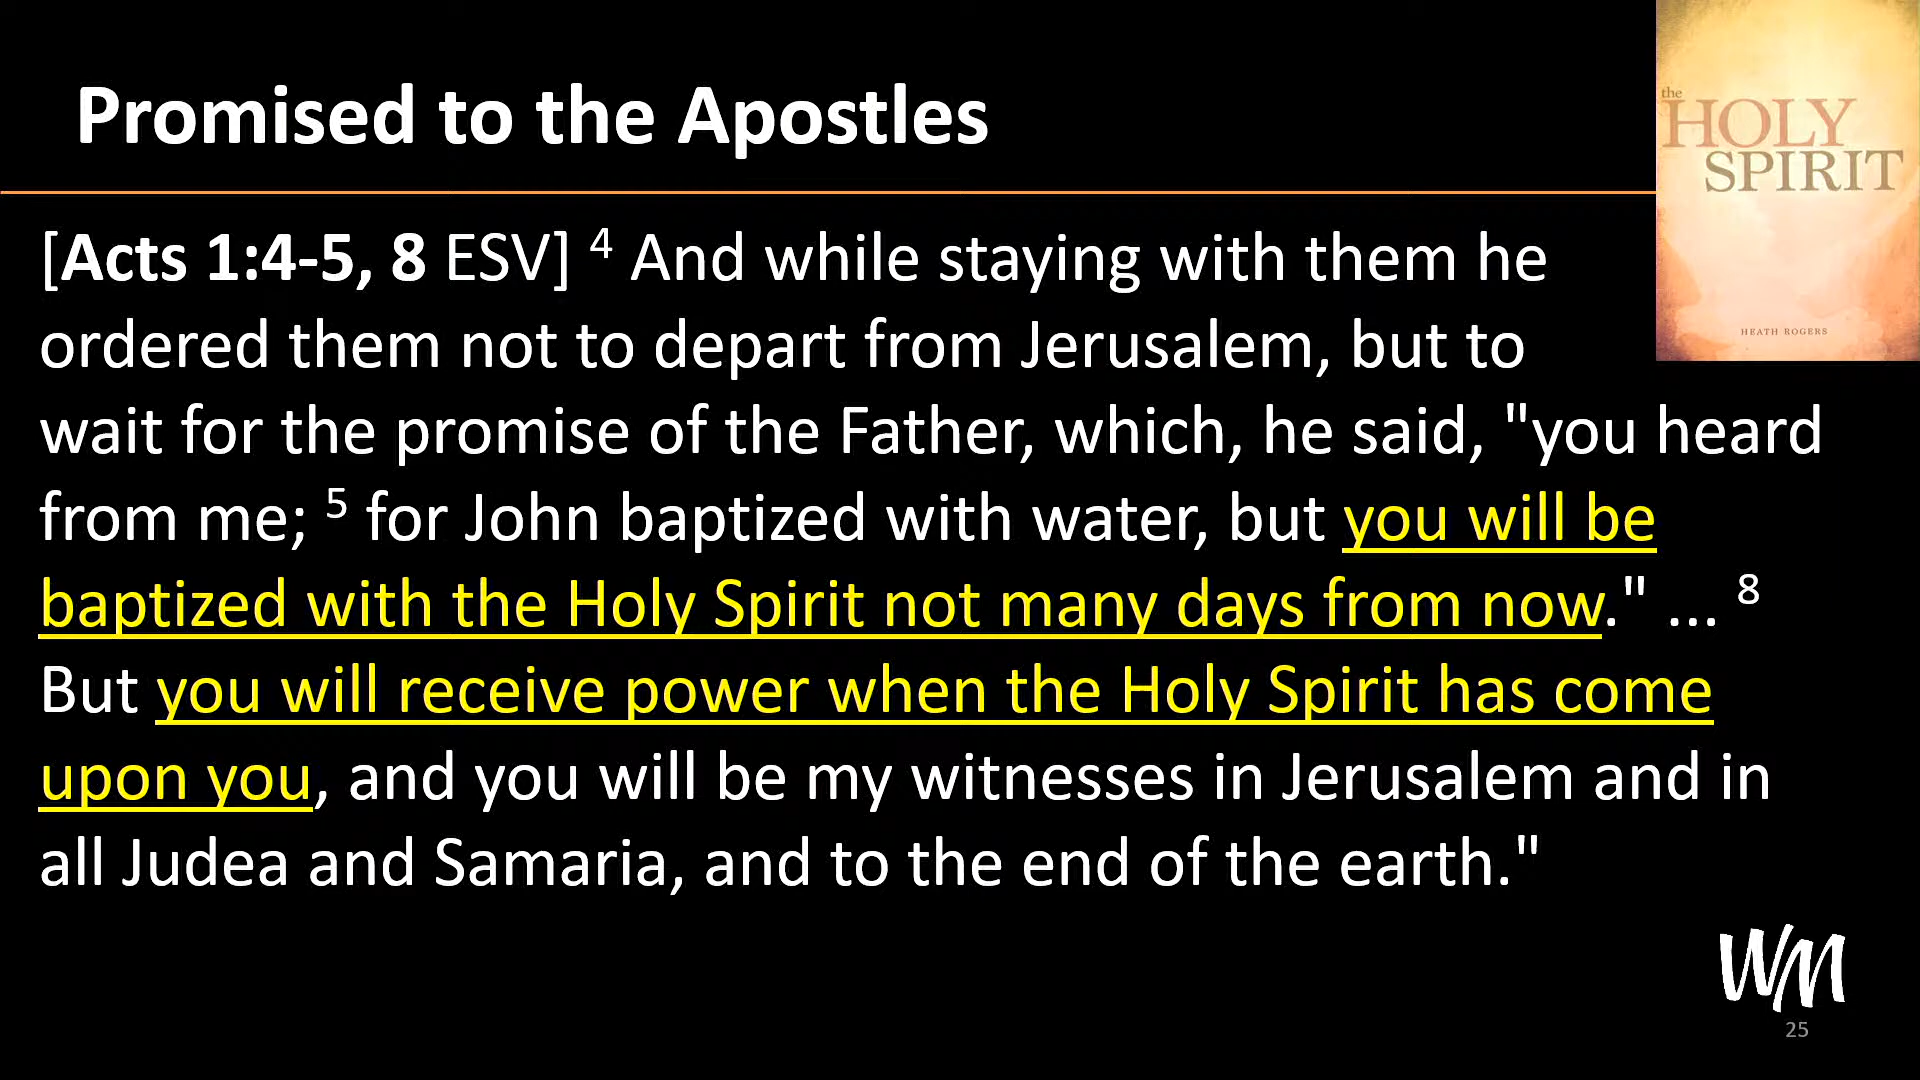 Promised to the Apostles
the
HOLY
SPIRIT
HEATH ROGERS
[Acts 1:4-5, 8 ESV] 4 And while staying with them he
ordered them not to depart from Jerusalem, but to
wait for the promise of the Father, which, he said, "you heard
from me; 5 for John baptized with water, but you will be
baptized with the Holy Spirit not many days from now." ... 8
But you will receive power when the Holy Spirit has come
upon you, and you will be my witnesses in Jerusalem and in
all Judea and Samaria, and to the end of the earth."
WM
25